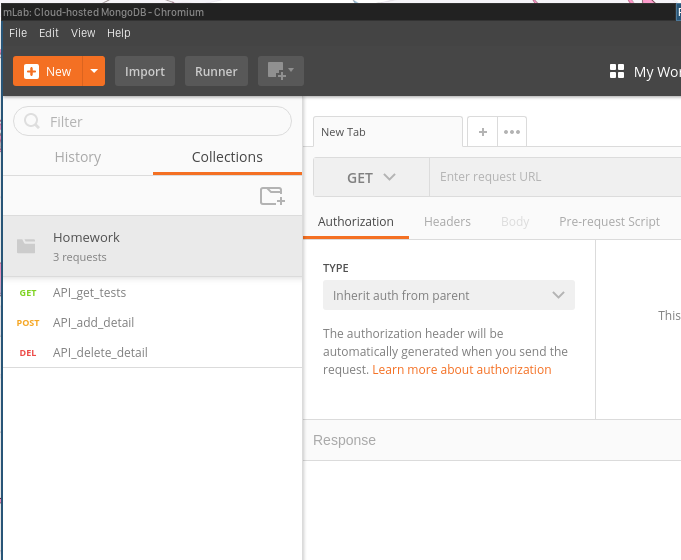 mLab: Cloud-hosted MongoDB - Chromium
File Edit View Help
New Import Runner My Wor
Filter
History Collections
New Tab
GET Enter request URL
Authorization Headers Body Pre-request Script
Homework
3 requests
GET API_get_tests
POST API_add_detail
DEL API_delete_detail
TYPE
Inherit auth from parent
The authorization header will be
automatically generated when you send the
request. Learn more about authorization
This
Response